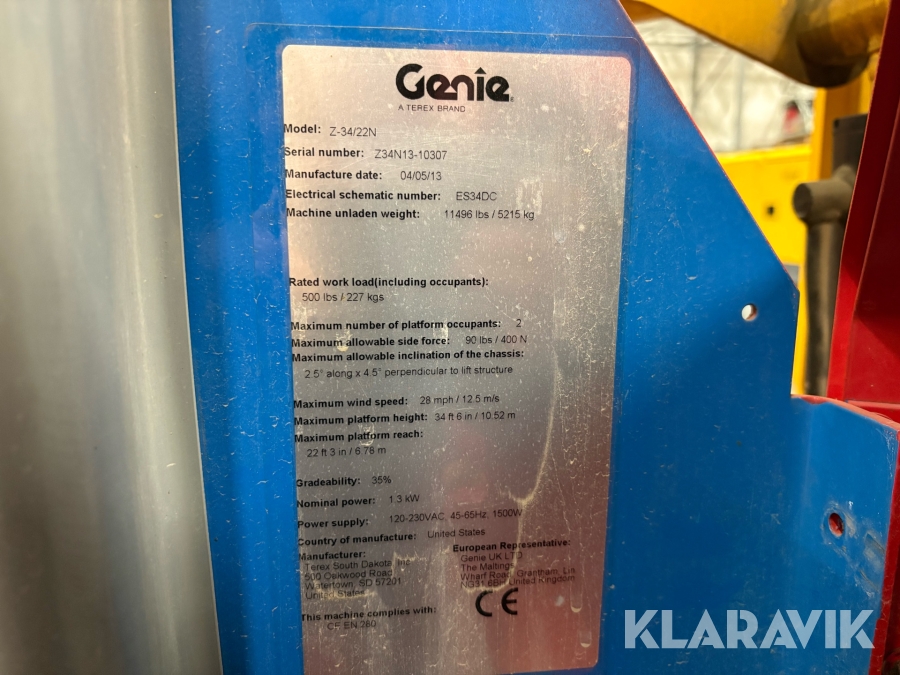 Genie
A TEREX BRAND
Model: Z-34/22N
Serial number: Z34N13-10307
Manufacture date: 04/05/13
Electrical schematic number: ES34DC
Machine unladen weight: 11496 lbs / 5215 kg
Rated work load(including occupants):
500 lbs / 227 kgs
Maximum number of platform occupants: 2
Maximum allowable side force: 90 lbs / 400 N
Maximum allowable inclination of the chassis:
2.5° along x 4.5° perpendicular to lift structure
Maximum wind speed: 28 mph / 12.5 m/s
Maximum platform height: 34 ft 6 in / 10.52 m
Maximum platform reach:
22 ft 3 in / 6.78 m
Gradeability: 35%
Nominal power: 1.3 kW
Power supply: 120-230VAC, 45-65Hz, 1500W
Country of manufacture: United States
Manufacturer:
Terex South Dakota, Inc
500 Oakwood Road
Watertown, SD 57201
United States
European Representative:
Genie UK LTD
The Maltings
Wharf Road, Grantham, Lin
United Kingdom
CE
This machine complies with:
CE EN 280
KLARAVIK